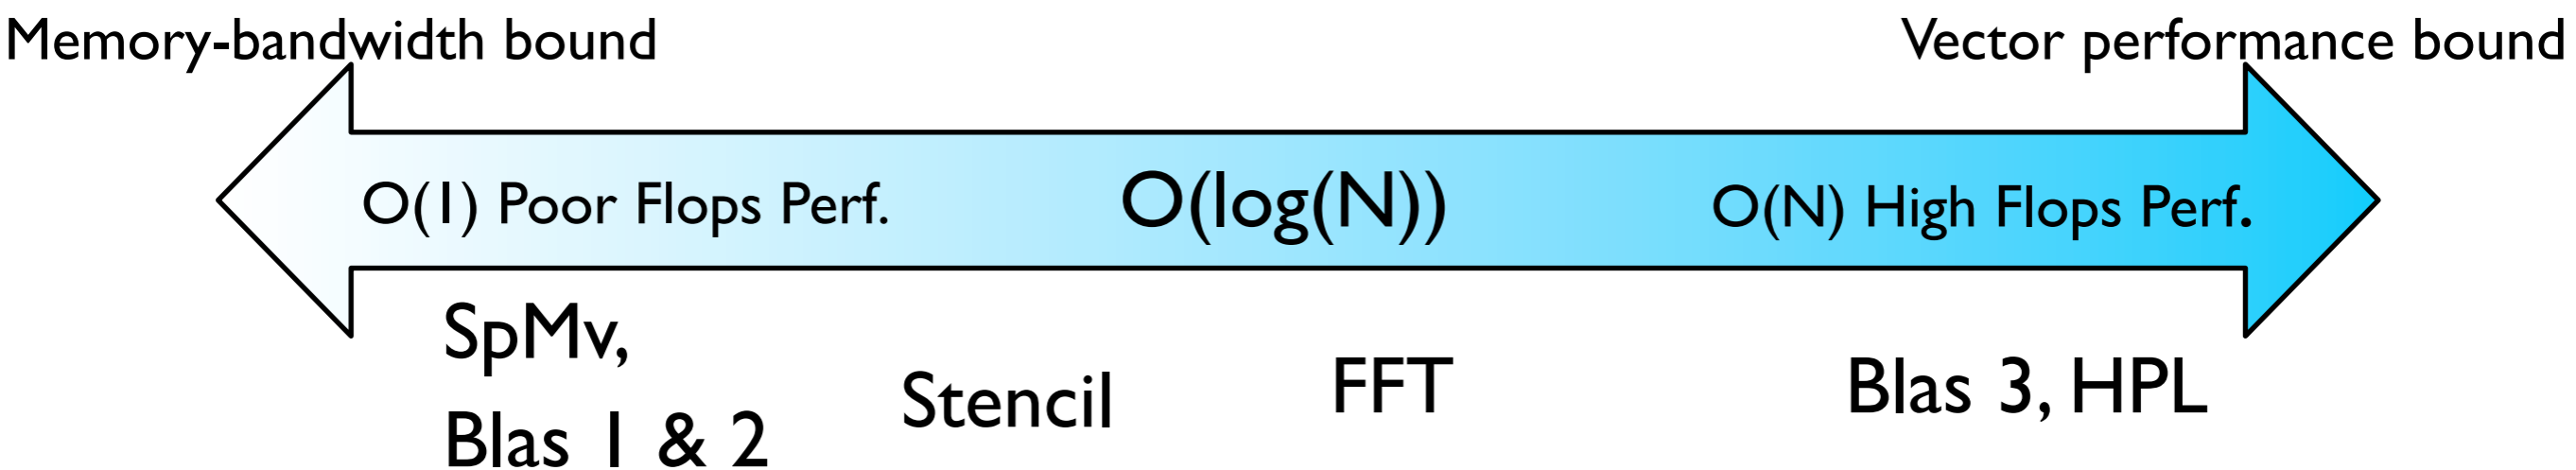 Memory-bandwidth bound
Vector performance bound
O(1) Poor Flops Perf.
O(log(N))
O(N) High Flops Perf.
SpMv,
Blas 1 & 2
Stencil
FFT
Blas 3, HPL